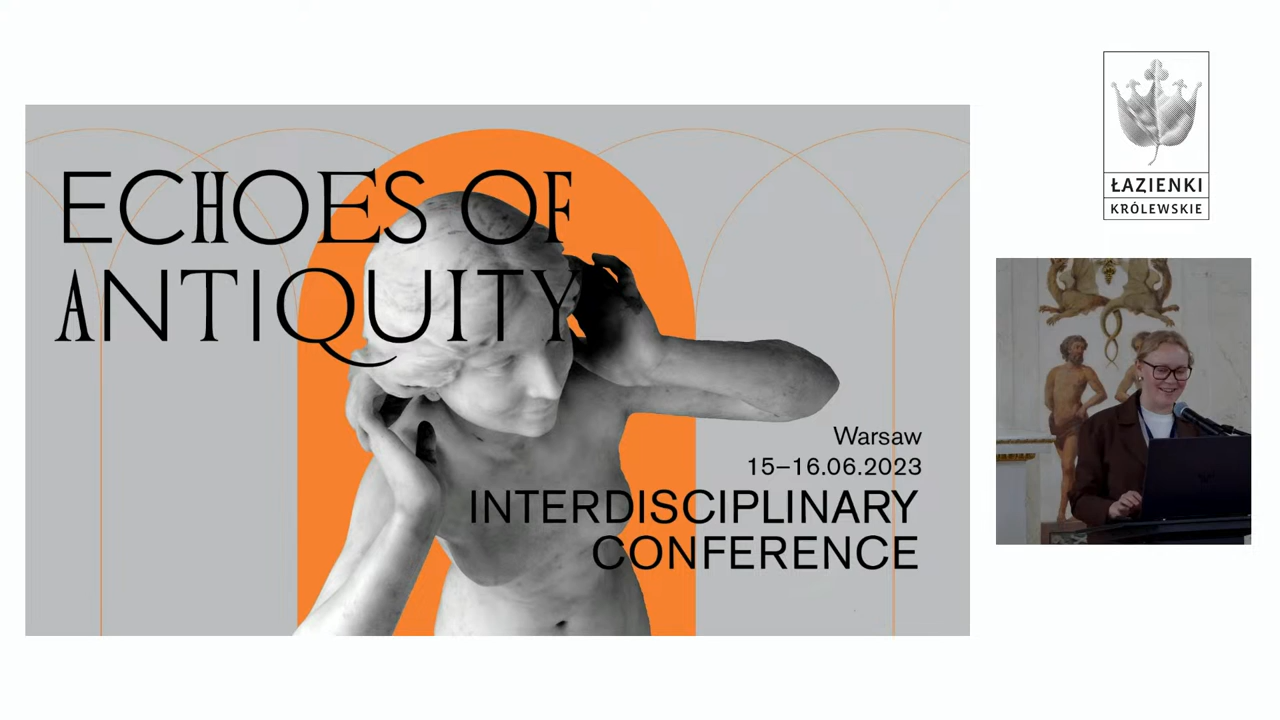 ECHOES OF
ANTIQUITY
Warsaw
15–16.06.2023
INTERDISCIPLINARY
CONFERENCE
ŁAZIENKI
KRÓLEWSKIE